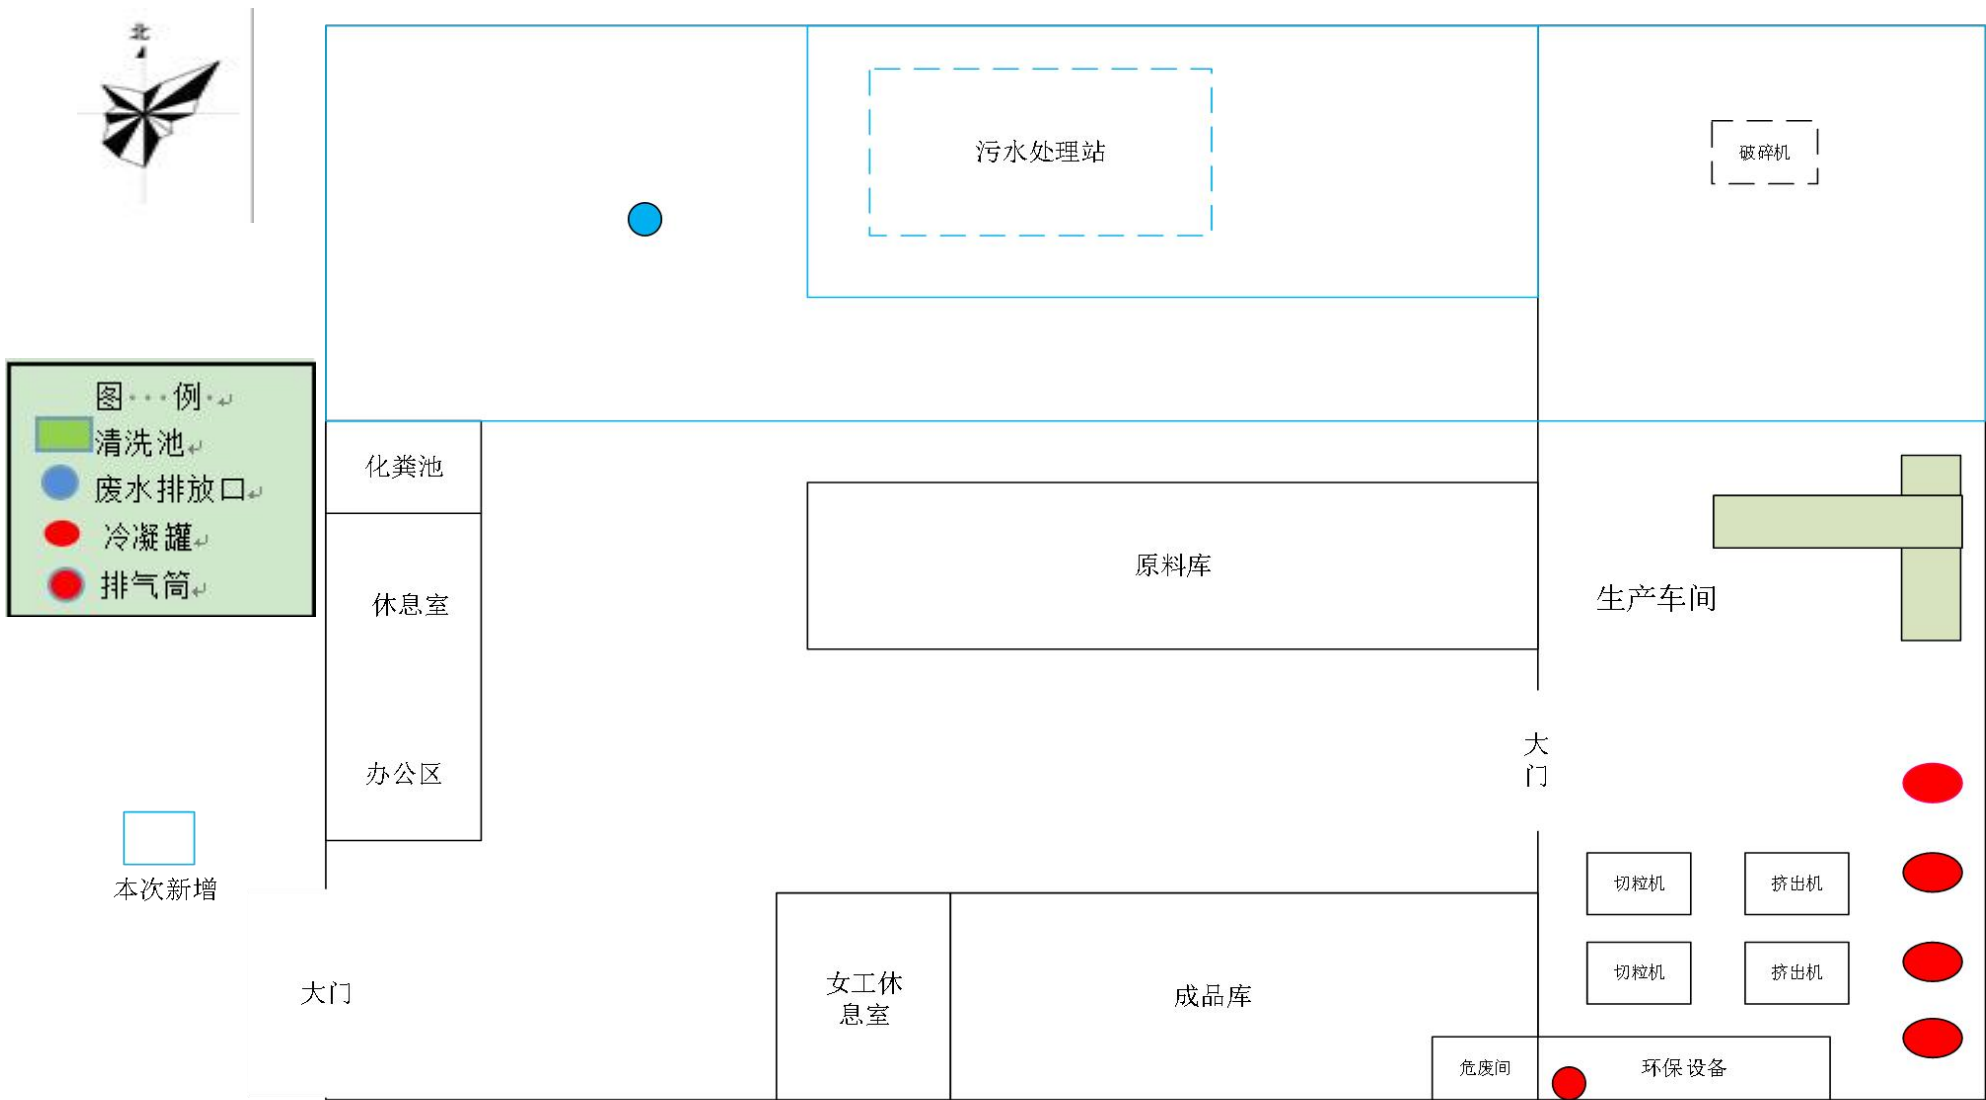 北
污水处理站
破碎机
图···例·↵
清洗池↵
废水排放口↵
冷凝罐↵
排气筒↵
化粪池
休息室
办公区
原料库
生产车间
大
门
本次新增
切粒机
挤出机
切粒机
挤出机
大门
女工休
息室
成品库
危废间
环保设备